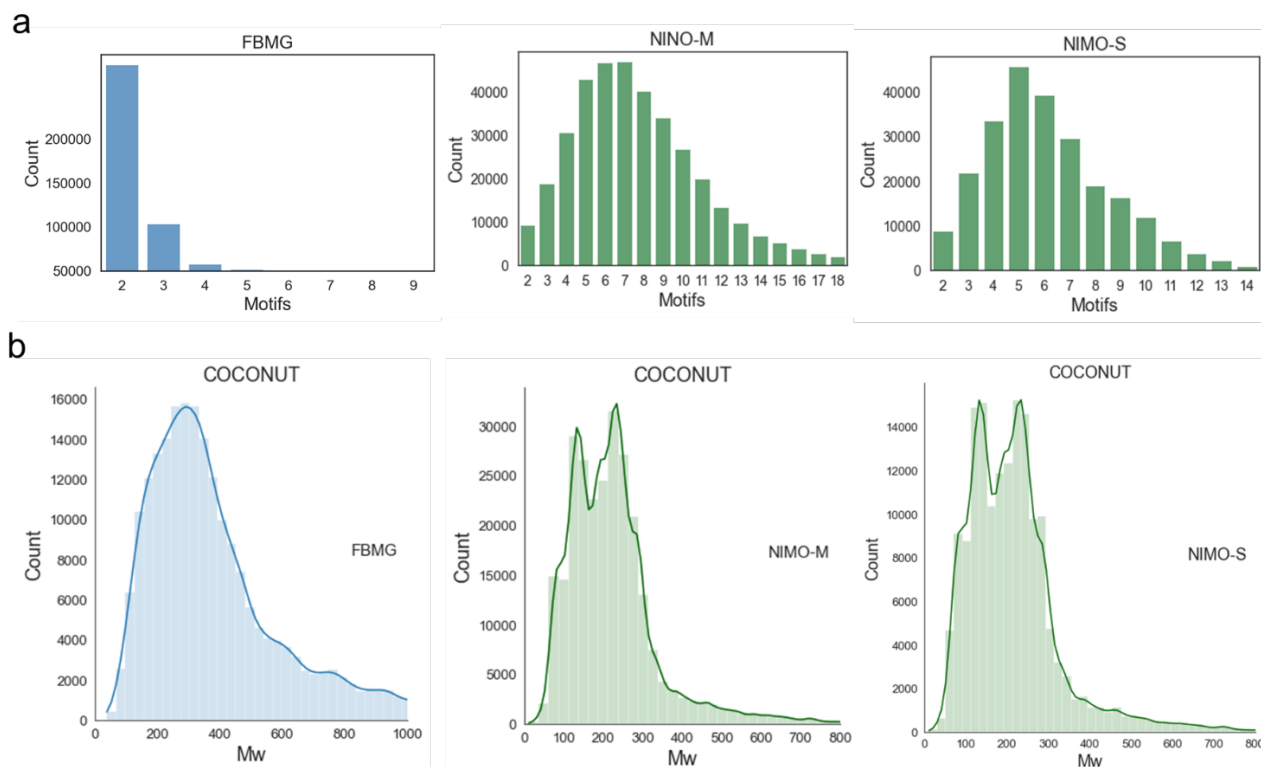 a
FBMG
Count
200000
150000
100000
50000
2 3 4 5 6 7 8 9
Motifs
NINO-M
Count
40000
30000
20000
10000
0
2 3 4 5 6 7 8 9 10 11 12 13 14 15 16 17 18
Motifs
NIMO-S
Count
40000
30000
20000
10000
0
2 3 4 5 6 7 8 9 10 11 12 13 14
Motifs
b
COCONUT
Count
16000
14000
12000
10000
8000
6000
4000
2000
0
FBMG
0 200 400 600 800 1000
Mw
COCONUT
Count
30000
25000
20000
15000
10000
5000
0
NIMO-M
0 100 200 300 400 500 600 700 800
Mw
COCONUT
Count
14000
12000
10000
8000
6000
4000
2000
0
NIMO-S
0 100 200 300 400 500 600 700 800
Mw